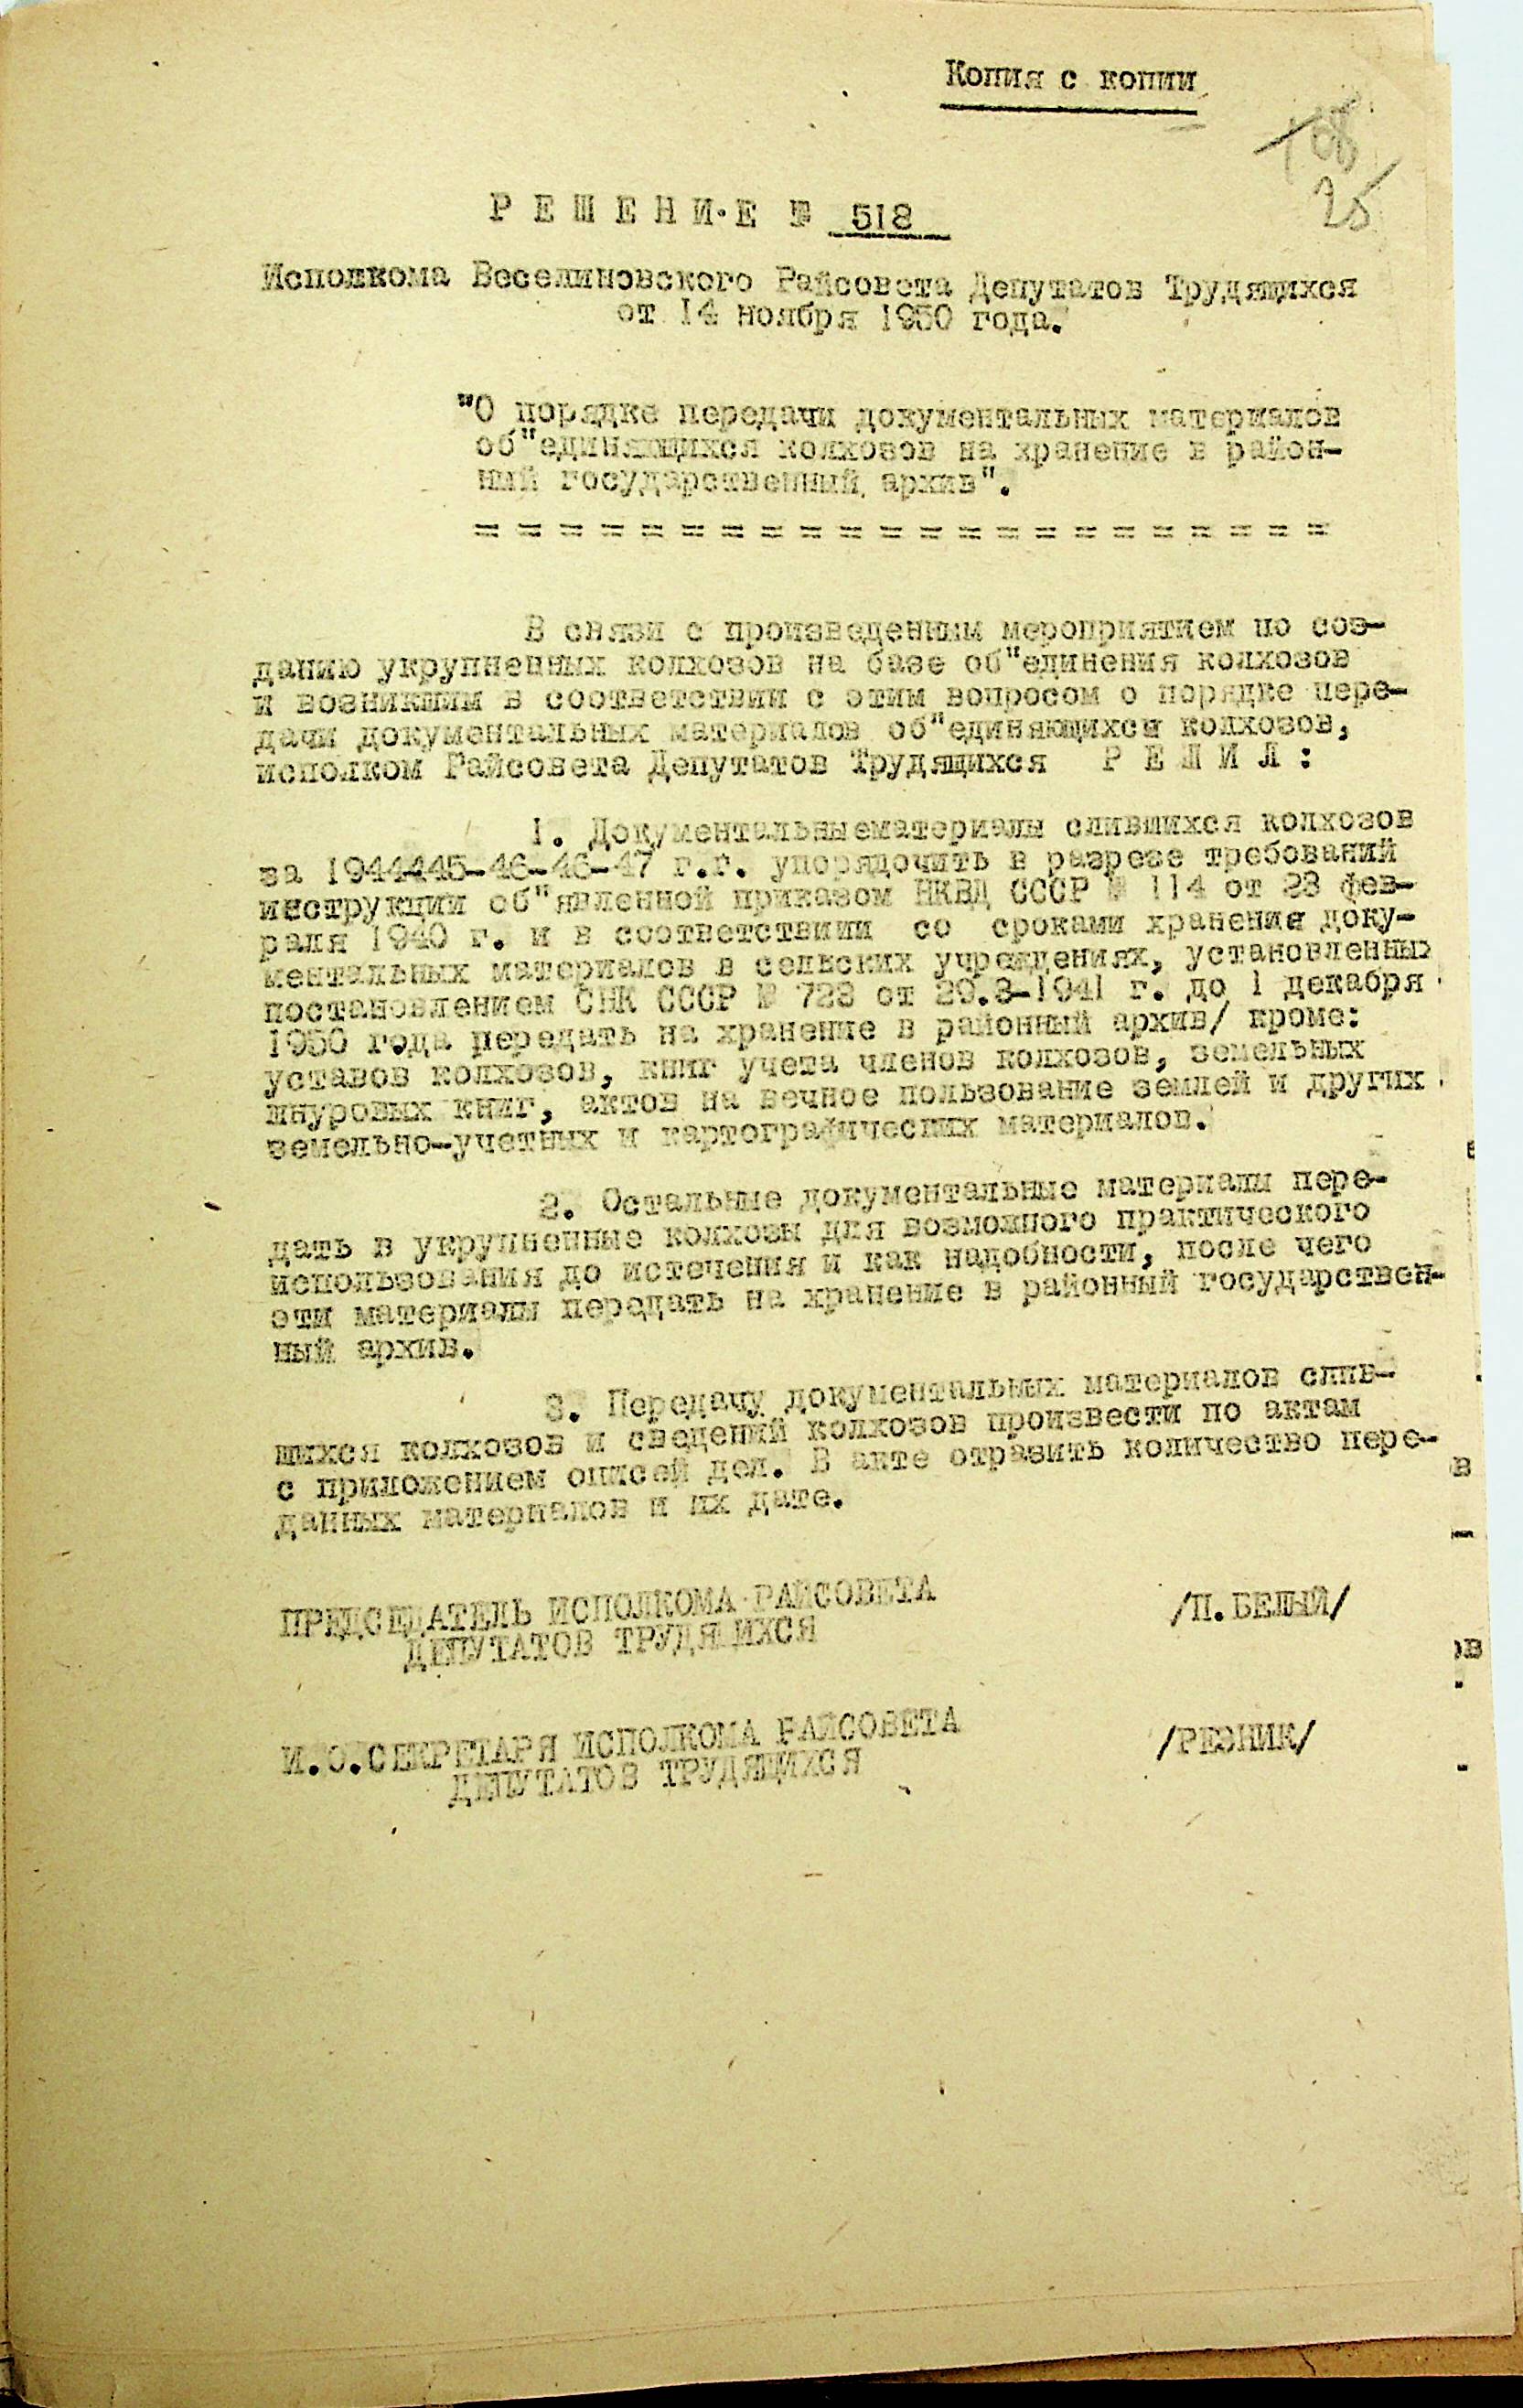 Копия с копии
108
25
Р Е Ш Е Н И Е № 518
Исполкома Веселиновского Райсовета Депутатов Трудящихся
от 14 ноября 1950 года.
"О порядке передачи документальных материалов
об"единяющихся колхозов на хранение в район-
ный государственный архив".
= = = = = = = = = = = = = = = = = = = = = =
В связи с произведенным мероприятием по соз-
данию укрупненных колхозов на базе об"единения колхозов
и возникшим в соответствии с этим вопросом о порядке пере-
дачи документальных материалов об"единяющихся колхозов,
исполком Райсовета Депутатов Трудящихся Р Е Ш И Л :
1. Документальныематериалы слившихся колхозов
за 1944445-46-46-47 г.г. упорядочить в разрезе требований
инструкции об"явленной приказом НКВД СССР № 114 от 23 фев-
раля 1940 г. и в соответствиии со сроками хранения доку-
ментальных материалов в сельских учреждениях, установленных
постановлением СНК СССР № 723 от 29.3-1941 г. до 1 декабря
1950 года передать на хранение в районный архив/ кроме:
уставов колхозов, книг учета членов колхозов, земельных
шнуровых книг, актов на вечное пользование землей и других
земельно-учетных и картографических материалов.
2. Остальные документальные материалы пере-
дать в укрупненные колхозы для возможного практического
использования до истечения и как надобности, после чего
эти материалы передать на хранение в районный государствен-
ный архив.
3. Передачу документальных материалов слив-
шихся колхозов и сведений колхозов произвести по актам
с приложением описей дел. В акте отразить количество пере-
данных материалов и их дате.
ПРЕДСЕДАТЕЛЬ ИСПОЛКОМА РАЙСОВЕТА /П.БЕЛЫЙ/
ДЕПУТАТОВ ТРУДЯЩИХСЯ
И.О.СЕКРЕТАРЯ ИСПОЛКОМА РАЙСОВЕТА /РЕЗНИК/
ДЕПУТАТОВ ТРУДЯЩИХСЯ